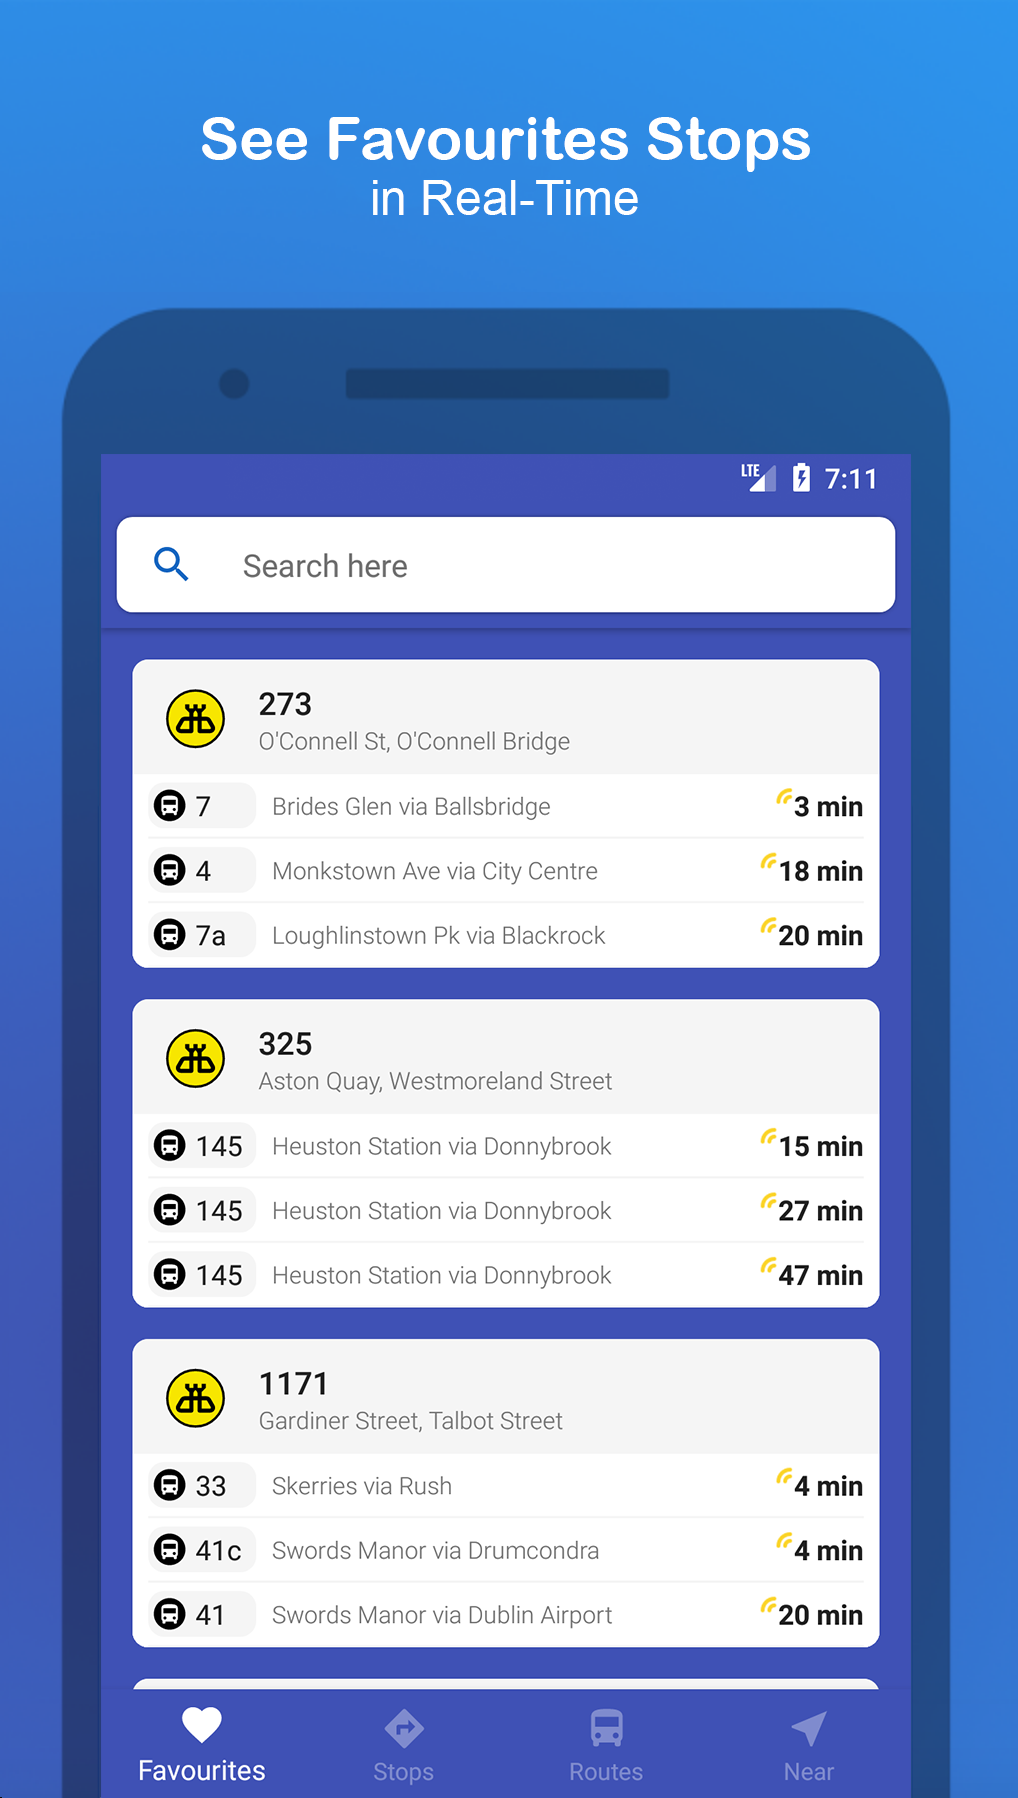 See Favourites Stops
in Real-Time
LTE 7:11
Search here
273
O'Connell St, O'Connell Bridge
7 Brides Glen via Ballsbridge 3 min
4 Monkstown Ave via City Centre 18 min
7a Loughlinstown Pk via Blackrock 20 min
325
Aston Quay, Westmoreland Street
145 Heuston Station via Donnybrook 15 min
145 Heuston Station via Donnybrook 27 min
145 Heuston Station via Donnybrook 47 min
1171
Gardiner Street, Talbot Street
33 Skerries via Rush 4 min
41c Swords Manor via Drumcondra 4 min
41 Swords Manor via Dublin Airport 20 min
Favourites Stops Routes Near